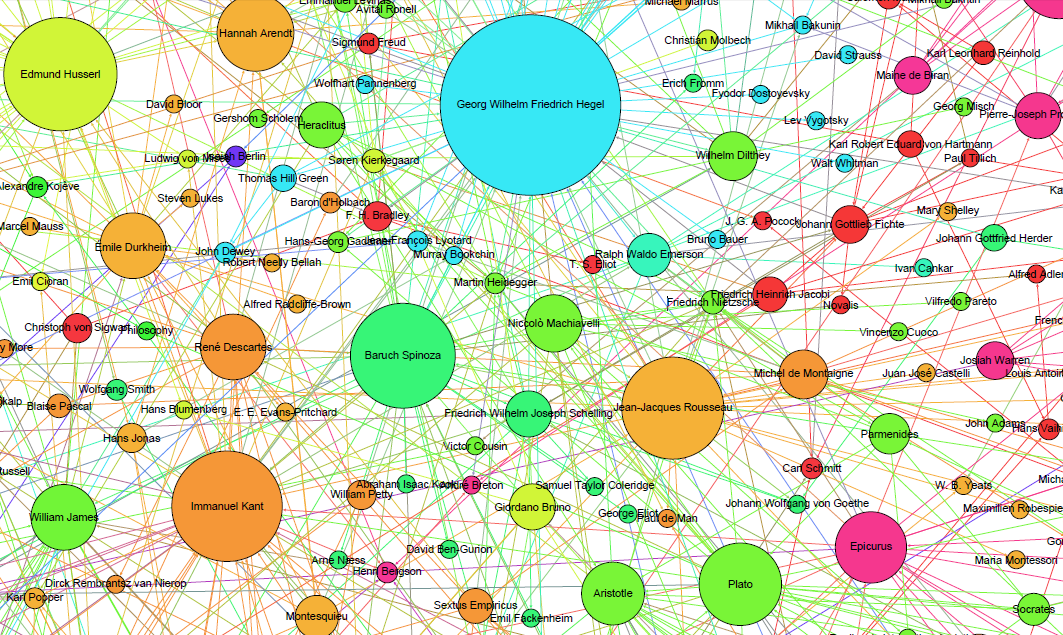 Emmanuel Levinas
Michael Marrus
Avital Ronell
Mikhail Bakunin
Hannah Arendt
Sigmund Freud
Christian Molbech
David Strauss
Karl Leonhard Reinhold
Edmund Husserl
Wolfhart Pannenberg
Erich Fromm
Maine de Biran
Fyodor Dostoyevsky
David Bloor
Georg Wilhelm Friedrich Hegel
Georg Misch
Pierre-Joseph Pro
Gershom Scholem
Heraclitus
Lev Vygotsky
Karl Robert Eduard von Hartmann
Ludwig von Mises
Isaiah Berlin
Søren Kierkegaard
Wilhelm Dilthey
Walt Whitman
Paul Tillich
Alexandre Kojève
Thomas Hill Green
Steven Lukes
Baron d'Holbach
F. H. Bradley
J. G. A. Pocock
Johann Gottlieb Fichte
Mary Shelley
Marcel Mauss
Émile Durkheim
John Dewey
Hans-Georg Gadamer
Jean-François Lyotard
Bruno Bauer
Johann Gottfried Herder
Robert Neelly Bellah
Murray Bookchin
Ralph Waldo Emerson
T. S. Eliot
Ivan Cankar
Alfred Adler
Emil Cioran
Martin Heidegger
Friedrich Heinrich Jacobi
Friedrich Nietzsche
Novalis
Vilfredo Pareto
Alfred Radcliffe-Brown
Christoph von Sigwart
Philosophy
Niccolò Machiavelli
Vincenzo Cuoco
Frenc
y More
René Descartes
Baruch Spinoza
Josiah Warren
Michel de Montaigne
Juan José Castelli
Louis Antoin
Wolfgang Smith
kalp
Blaise Pascal
Hans Blumenberg
E. E. Evans-Pritchard
Friedrich Wilhelm Joseph Schelling
Jean-Jacques Rousseau
John Adams
Hans Vaihi
Hans Jonas
Victor Cousin
Parmenides
Russell
Carl Schmitt
Abraham Isaac Kook
André Breton
Samuel Taylor Coleridge
W. B. Yeats
Micha
William Petty
Immanuel Kant
Giordano Bruno
Johann Wolfgang von Goethe
Maximilien Robespie
William James
George Eliot
Paul de Man
David Ben-Gurion
Epicurus
Arne Næss
Henri Bergson
Maria Montessori
Dirck Rembrantsz van Nierop
Plato
Karl Popper
Aristotle
Sextus Empiricus
Socrates
Montesquieu
Emil Fackenheim